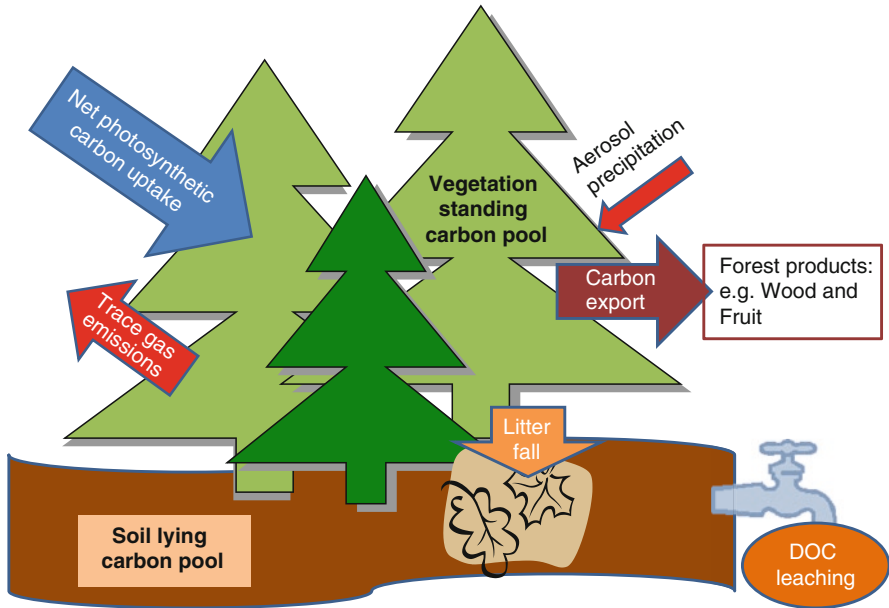 Net photosynthetic
carbon uptake
Trace gas
emissions
Vegetation
standing
carbon pool
Aerosol
precipitation
Carbon
export
Forest products:
e.g. Wood and
Fruit
Litter
fall
Soil lying
carbon pool
DOC
leaching